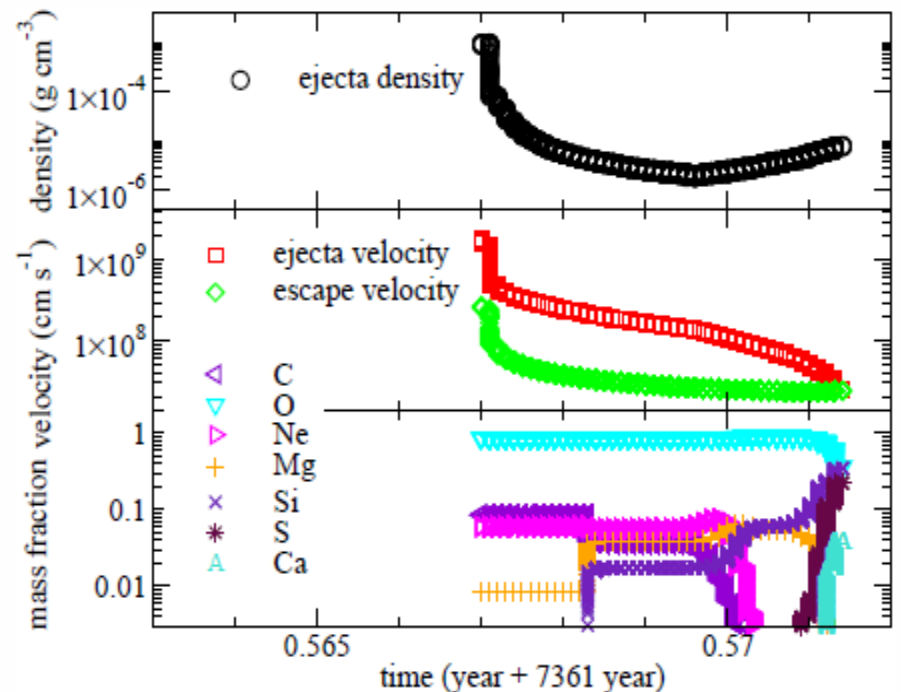 density (g cm-3)
1×10-4
1×10-6
ejecta density
velocity (cm s-1)
1×109
1×108
ejecta velocity
escape velocity
mass fraction
1
0.1
0.01
C
O
Ne
Mg
Si
S
Ca
A
0.565
0.57
time (year + 7361 year)